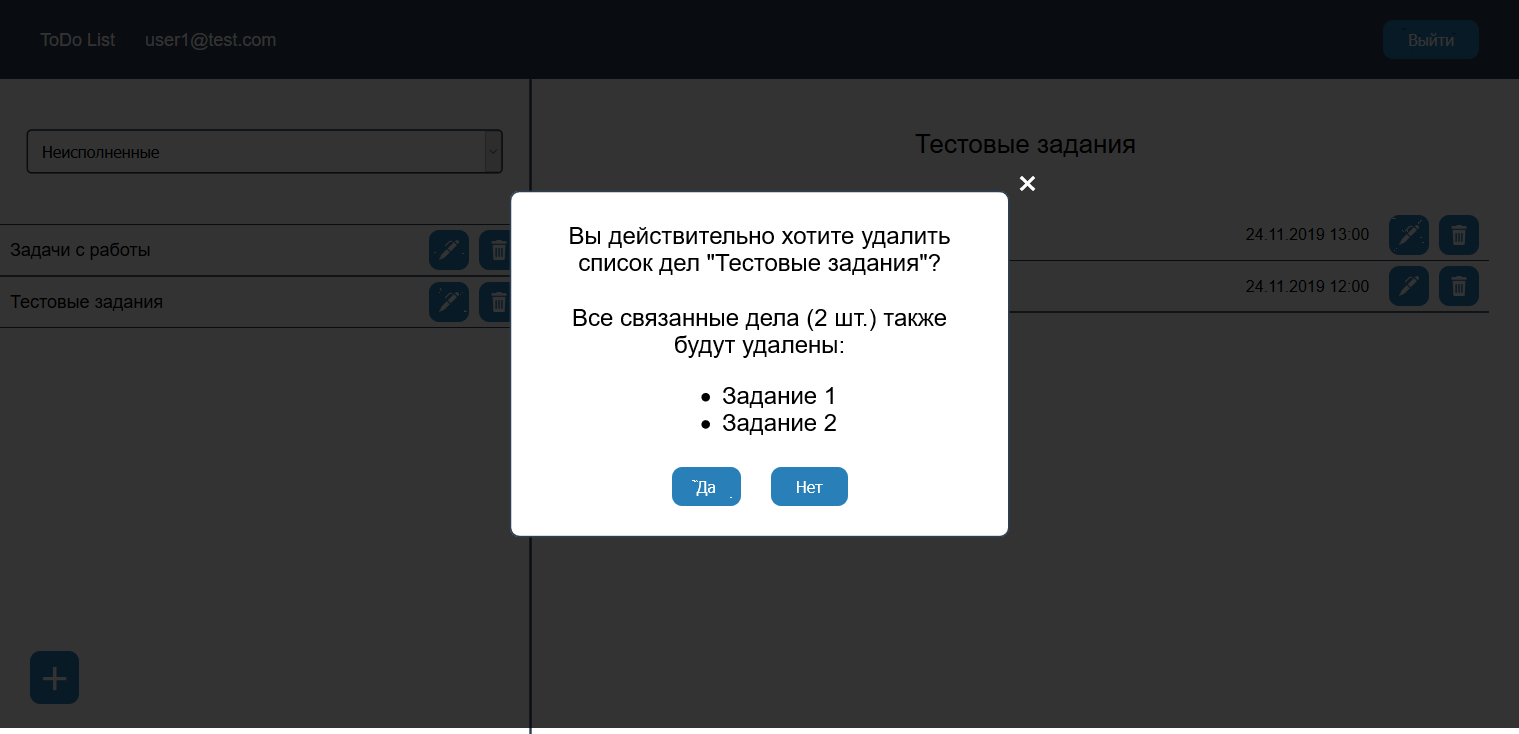 ToDo List user1@test.com Выйти
Неисполненные
Тестовые задания
Задачи с работы
Тестовые задания
24.11.2019 13:00
24.11.2019 12:00
Вы действительно хотите удалить
список дел "Тестовые задания"?
Все связанные дела (2 шт.) также
будут удалены:
Задание 1
Задание 2
Да Нет